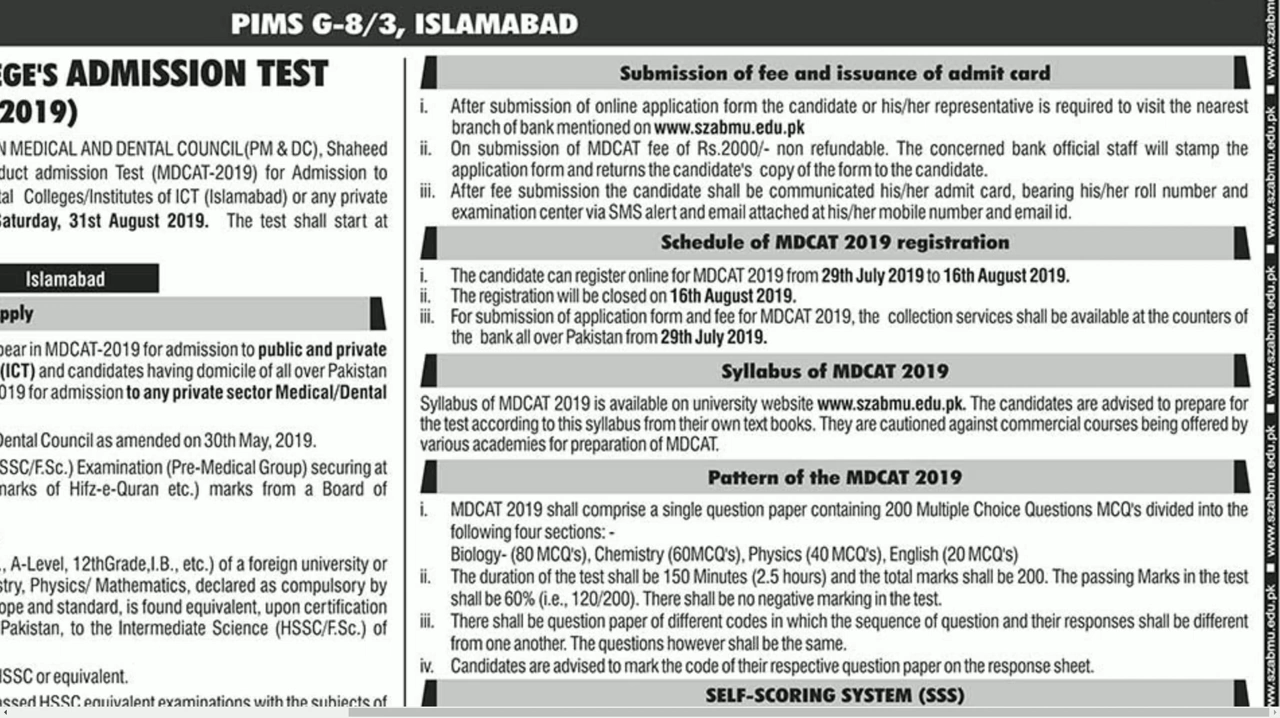 PIMS G-8/3, ISLAMABAD
EGE'S ADMISSION TEST
2019)
N MEDICAL AND DENTAL COUNCIL(PM & DC), Shaheed
duct admission Test (MDCAT-2019) for Admission to
tal Colleges/Institutes of ICT (Islamabad) or any private
Saturday, 31st August 2019. The test shall start at
Islamabad
pply
pear in MDCAT-2019 for admission to public and private
(ICT) and candidates having domicile of all over Pakistan
019 for admission to any private sector Medical/Dental
Dental Council as amended on 30th May, 2019.
SSC/F.Sc.) Examination (Pre-Medical Group) securing at
marks of Hifz-e-Quran etc.) marks from a Board of
, A-Level, 12thGrade,I.B., etc.) of a foreign university or
stry, Physics/ Mathematics, declared as compulsory by
ope and standard, is found equivalent, upon certification
Pakistan, to the Intermediate Science (HSSC/F.Sc.) of
HSSC or equivalent.
assed HSSC equivalent examinations with the subjects of
Submission of fee and issuance of admit card
i. After submission of online application form the candidate or his/her representative is required to visit the nearest
branch of bank mentioned on www.szabmu.edu.pk
ii. On submission of MDCAT fee of Rs.2000/- non refundable. The concerned bank official staff will stamp the
application form and returns the candidate's copy of the form to the candidate.
iii. After fee submission the candidate shall be communicated his/her admit card, bearing his/her roll number and
examination center via SMS alert and email attached at his/her mobile number and email id.
Schedule of MDCAT 2019 registration
i. The candidate can register online for MDCAT 2019 from 29th July 2019 to 16th August 2019.
ii. The registration will be closed on 16th August 2019.
iii. For submission of application form and fee for MDCAT 2019, the collection services shall be available at the counters of
the bank all over Pakistan from 29th July 2019.
Syllabus of MDCAT 2019
Syllabus of MDCAT 2019 is available on university website www.szabmu.edu.pk. The candidates are advised to prepare for
the test according to this syllabus from their own text books. They are cautioned against commercial courses being offered by
various academies for preparation of MDCAT.
Pattern of the MDCAT 2019
i. MDCAT 2019 shall comprise a single question paper containing 200 Multiple Choice Questions MCQ's divided into the
following four sections: -
Biology- (80 MCQ's), Chemistry (60MCQ's), Physics (40 MCQ's), English (20 MCQ's)
ii. The duration of the test shall be 150 Minutes (2.5 hours) and the total marks shall be 200. The passing Marks in the test
shall be 60% (i.e., 120/200). There shall be no negative marking in the test.
iii. There shall be question paper of different codes in which the sequence of question and their responses shall be different
from one another. The questions however shall be the same.
iv. Candidates are advised to mark the code of their respective question paper on the response sheet.
SELF-SCORING SYSTEM (SSS)
www.szabmu.edu.pk ■ www.szabmu.edu.pk ■ www.szabmu.edu.pk ■ www.szabmu.edu.pk ■ www.szabm